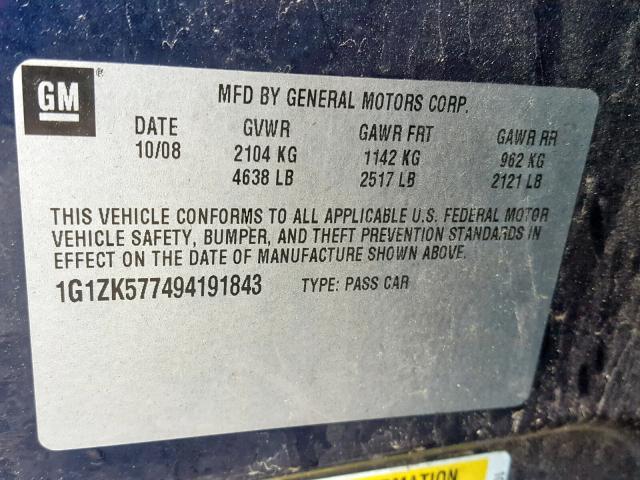 GM®
MFD BY GENERAL MOTORS CORP.
DATE GVWR GAWR FRT GAWR RR
10/08 2104 KG 1142 KG 962 KG
4638 LB 2517 LB 2121 LB
THIS VEHICLE CONFORMS TO ALL APPLICABLE U.S. FEDERAL MOTOR
VEHICLE SAFETY, BUMPER, AND THEFT PREVENTION STANDARDS IN
EFFECT ON THE DATE OF MANUFACTURE SHOWN ABOVE.
1G1ZK577494191843 TYPE: PASS CAR